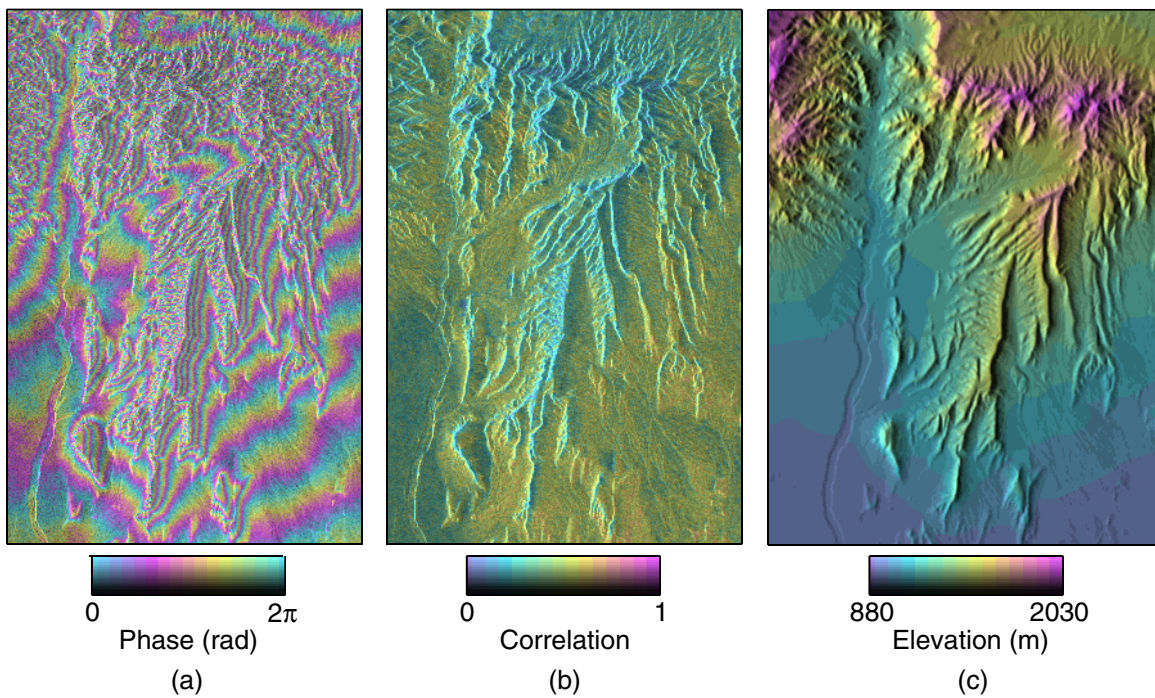 0 2π
Phase (rad)
(a)
0 1
Correlation
(b)
880 2030
Elevation (m)
(c)